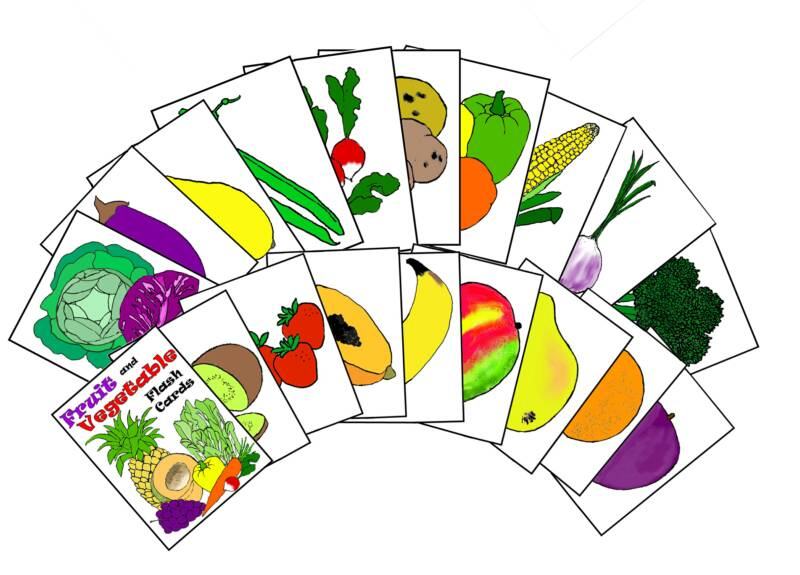 Fruit and
Vegetable
Flash
Cards